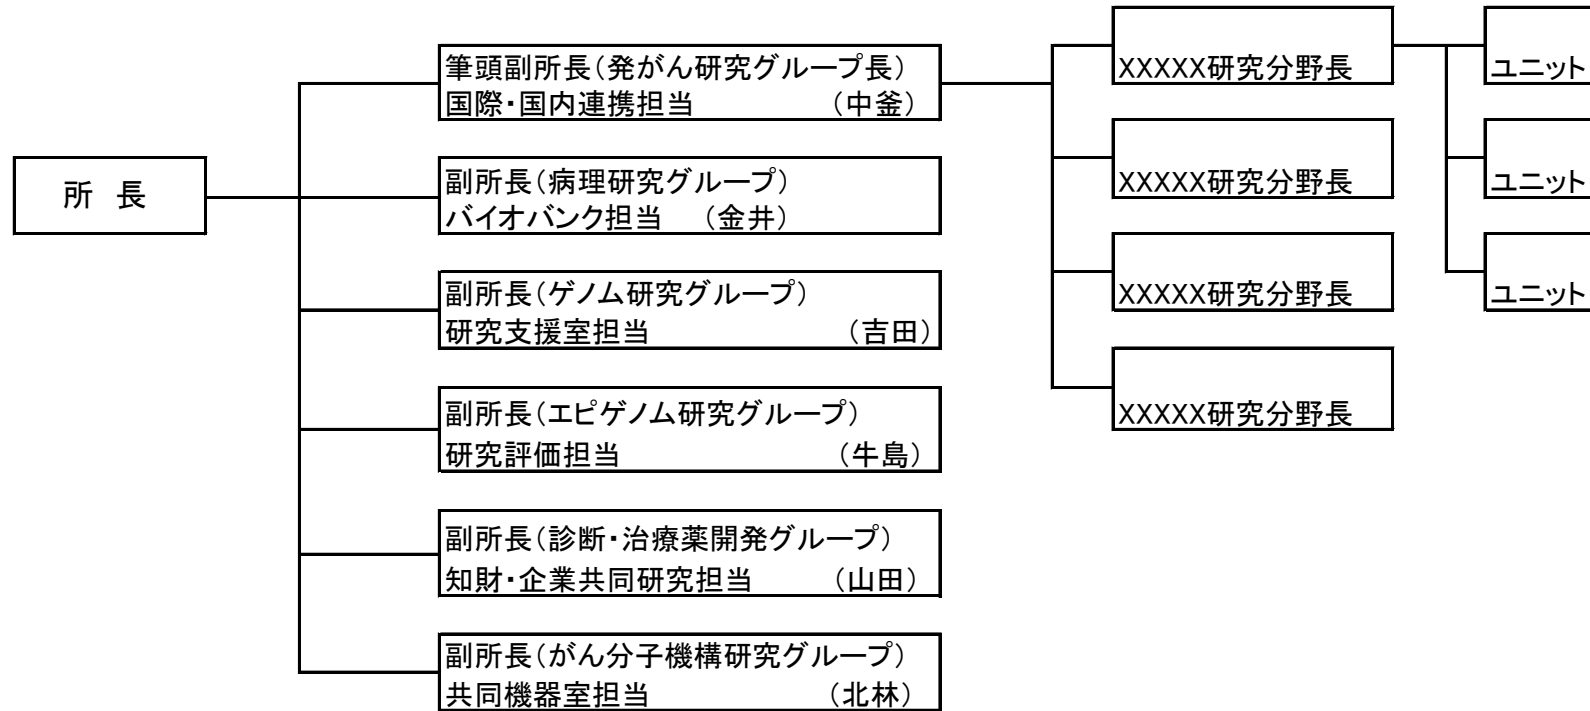 所 長
筆頭副所長（発がん研究グループ長）
国際・国内連携担当 （中釜）
副所長（病理研究グループ）
バイオバンク担当 （金井）
副所長（ゲノム研究グループ）
研究支援室担当 （吉田）
副所長（エピゲノム研究グループ）
研究評価担当 （牛島）
副所長（診断・治療薬開発グループ）
知財・企業共同研究担当 （山田）
副所長（がん分子機構研究グループ）
共同機器室担当 （北林）
XXXXX研究分野長
XXXXX研究分野長
XXXXX研究分野長
XXXXX研究分野長
ユニット
ユニット
ユニット